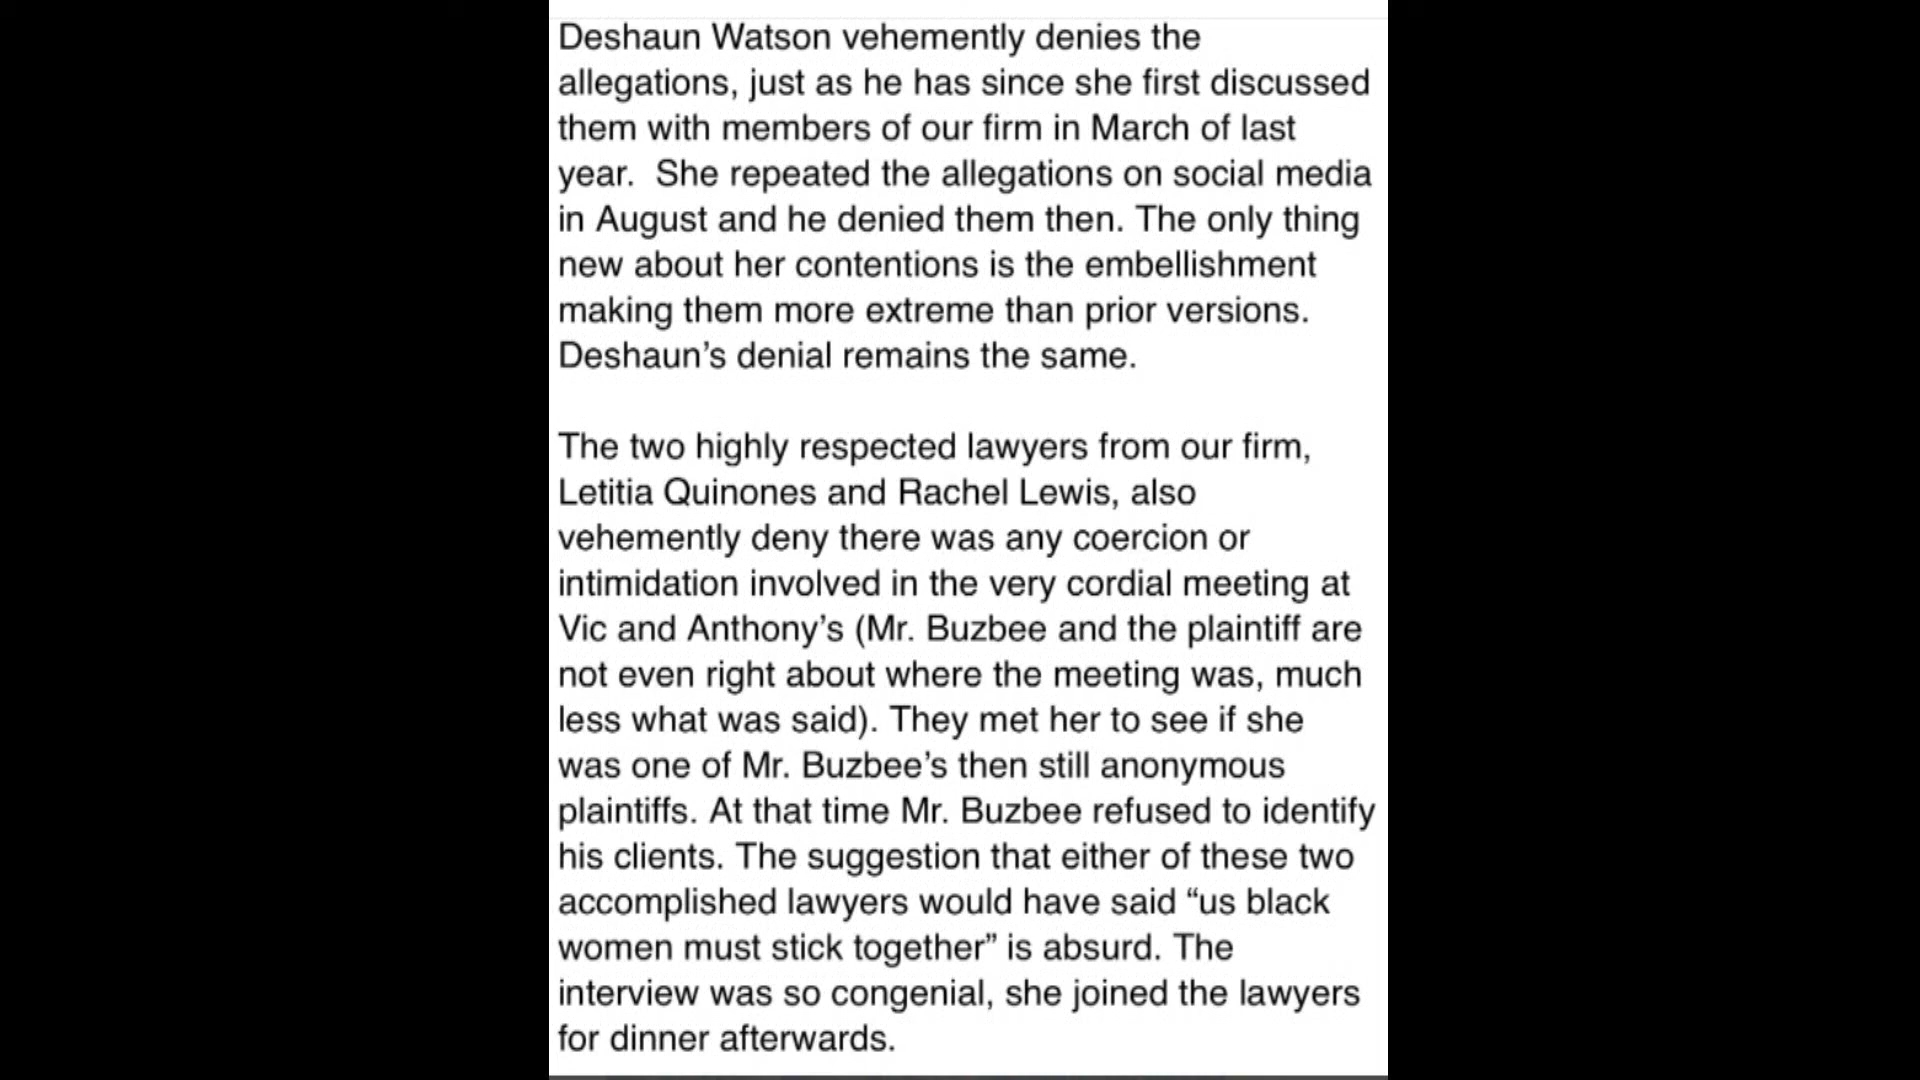 Deshaun Watson vehemently denies the
allegations, just as he has since she first discussed
them with members of our firm in March of last
year.  She repeated the allegations on social media
in August and he denied them then. The only thing
new about her contentions is the embellishment
making them more extreme than prior versions.
Deshaun’s denial remains the same.

The two highly respected lawyers from our firm,
Letitia Quinones and Rachel Lewis, also
vehemently deny there was any coercion or
intimidation involved in the very cordial meeting at
Vic and Anthony’s (Mr. Buzbee and the plaintiff are
not even right about where the meeting was, much
less what was said). They met her to see if she
was one of Mr. Buzbee’s then still anonymous
plaintiffs. At that time Mr. Buzbee refused to identify
his clients. The suggestion that either of these two
accomplished lawyers would have said “us black
women must stick together” is absurd. The
interview was so congenial, she joined the lawyers
for dinner afterwards.